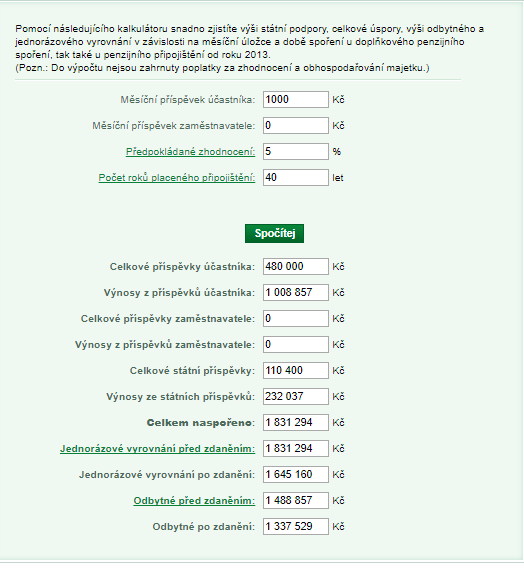 Pomocí následujícího kalkulátoru snadno zjistíte výši státní podpory, celkové úspory, výši odbytného a
jednorázového vyrovnání v závislosti na měsíční úložce a době spoření u doplňkového penzijního
spoření, tak také u penzijního připojištění od roku 2013.
(Pozn.: Do výpočtu nejsou zahrnuty poplatky za zhodnocení a obhospodařování majetku.)
Měsíční příspěvek účastníka: 1000 Kč
Měsíční příspěvek zaměstnavatele: 0 Kč
Předpokládané zhodnocení: 5 %
Počet roků placeného připojištění: 40 let
Spočítej
Celkové příspěvky účastníka: 480 000 Kč
Výnosy z příspěvků účastníka: 1 008 857 Kč
Celkové příspěvky zaměstnavatele: 0 Kč
Výnosy z příspěvků zaměstnavatele: 0 Kč
Celkové státní příspěvky: 110 400 Kč
Výnosy ze státních příspěvků: 232 037 Kč
Celkem naspořeno: 1 831 294 Kč
Jednorázové vyrovnání před zdaněním: 1 831 294 Kč
Jednorázové vyrovnání po zdanění: 1 645 160 Kč
Odbytné před zdaněním: 1 488 857 Kč
Odbytné po zdanění: 1 337 529 Kč